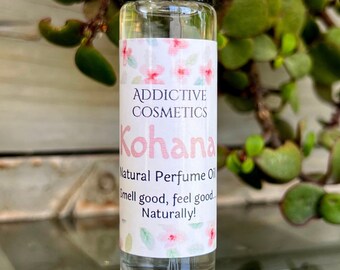 Addictive
Cosmetics
Kohana
Natural Perfume Oil
Smell good, feel good...
Naturally!